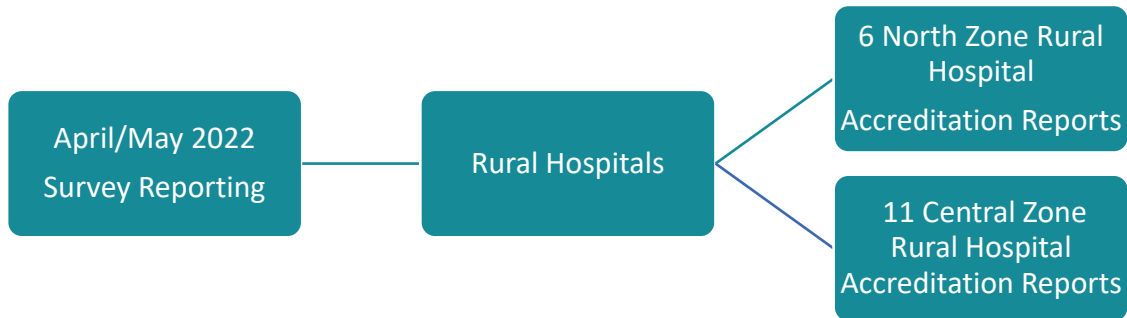 April/May 2022
Survey Reporting
Rural Hospitals
6 North Zone Rural
Hospital
Accreditation Reports
11 Central Zone
Rural Hospital
Accreditation Reports